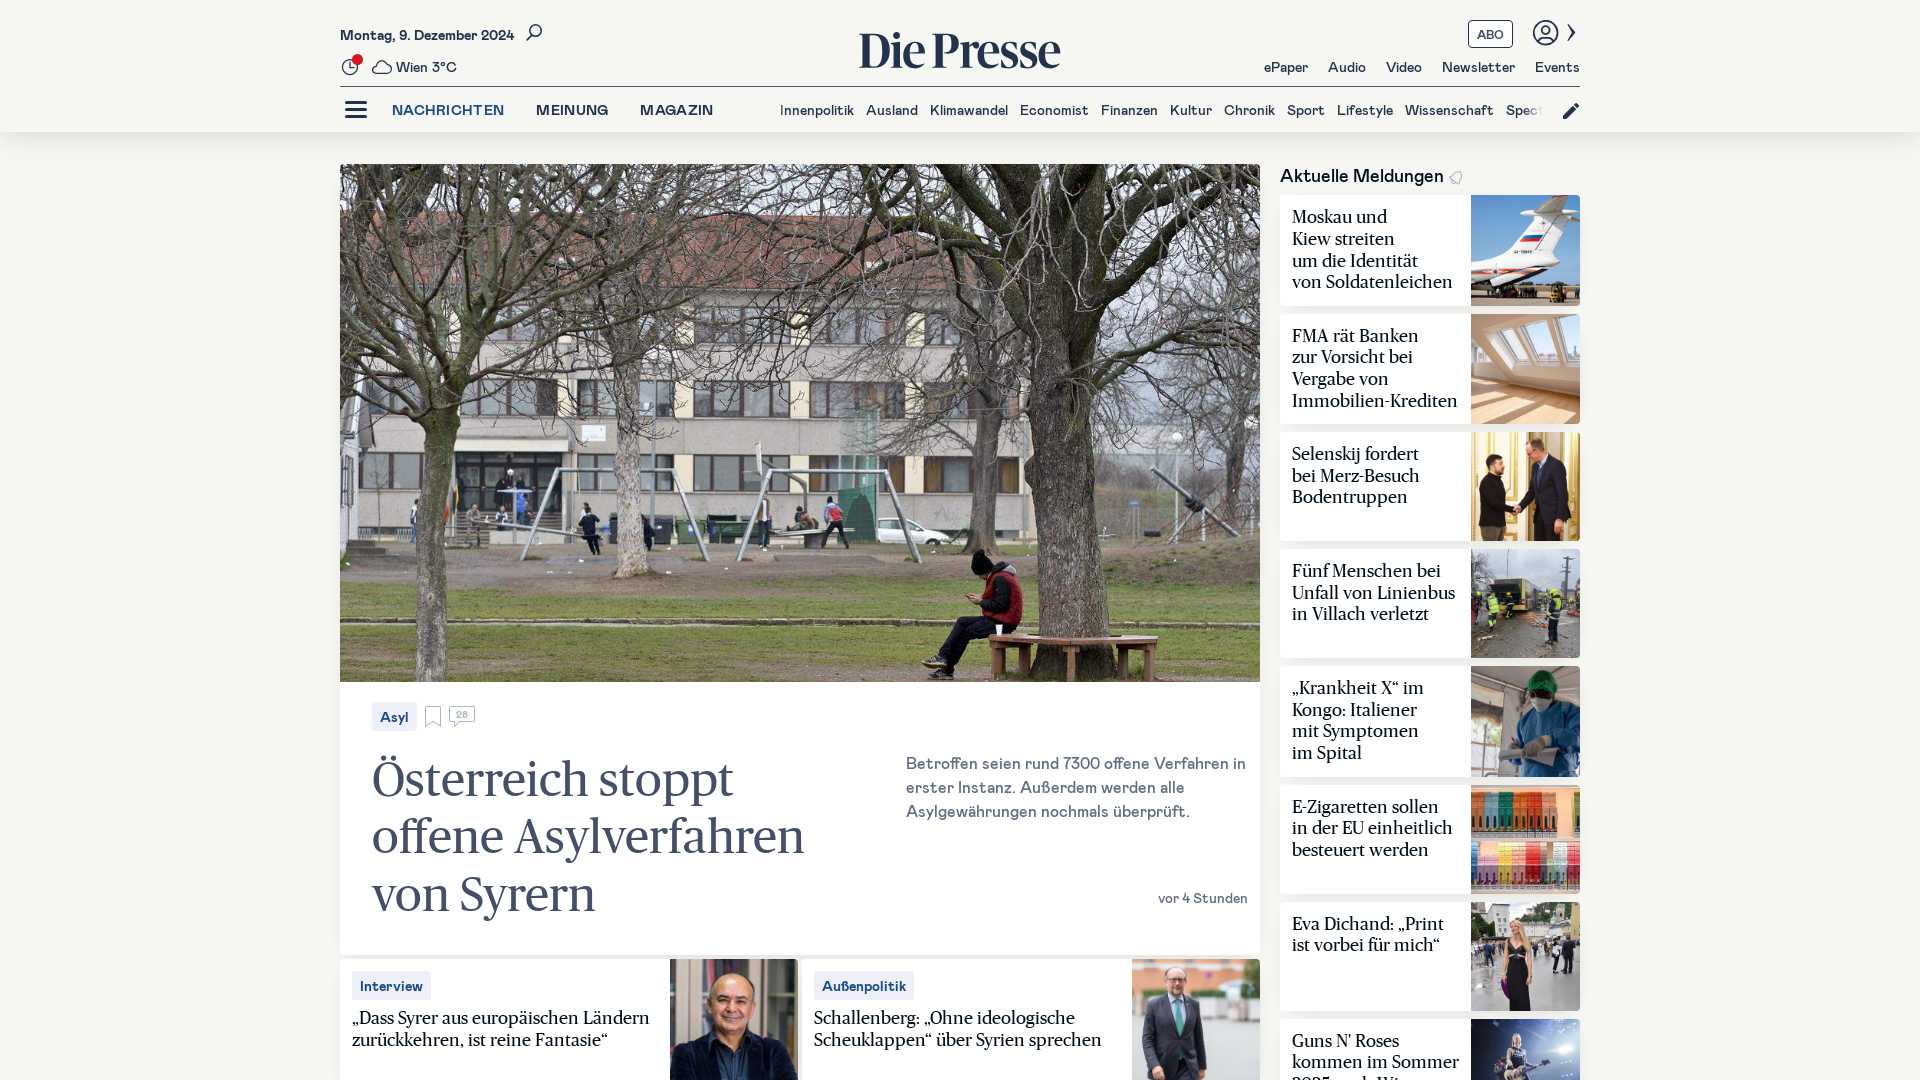 Montag, 9. Dezember 2024
Wien 3°C
Die Presse
ABO
ePaper Audio Video Newsletter Events
NACHRICHTEN MEINUNG MAGAZIN
Innenpolitik Ausland Klimawandel Economist Finanzen Kultur Chronik Sport Lifestyle Wissenschaft Spect
Asyl
28
Österreich stoppt
offene Asylverfahren
von Syrern
Betroffen seien rund 7300 offene Verfahren in
erster Instanz. Außerdem werden alle
Asylgewährungen nochmals überprüft.
vor 4 Stunden
Interview
„Dass Syrer aus europäischen Ländern
zurückkehren, ist reine Fantasie“
Außenpolitik
Schallenberg: „Ohne ideologische
Scheuklappen“ über Syrien sprechen
Aktuelle Meldungen
Moskau und
Kiew streiten
um die Identität
von Soldatenleichen
FMA rät Banken
zur Vorsicht bei
Vergabe von
Immobilien-Krediten
Selenskij fordert
bei Merz-Besuch
Bodentruppen
Fünf Menschen bei
Unfall von Linienbus
in Villach verletzt
„Krankheit X“ im
Kongo: Italiener
mit Symptomen
im Spital
E-Zigaretten sollen
in der EU einheitlich
besteuert werden
Eva Dichand: „Print
ist vorbei für mich“
Guns N' Roses
kommen im Sommer